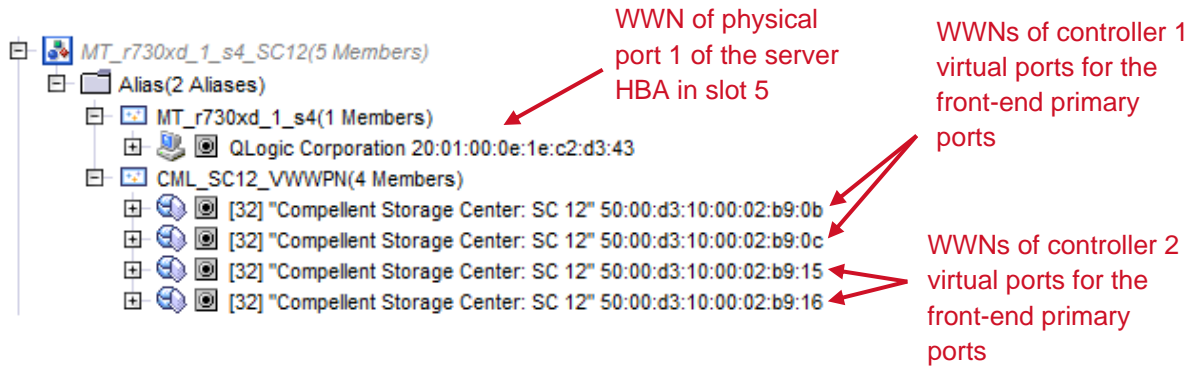 WWN of physical
port 1 of the server
HBA in slot 5
WWNs of controller 1
virtual ports for the
front-end primary
ports
MT_r730xd_1_s4_SC12(5 Members)
Alias(2 Aliases)
MT_r730xd_1_s4(1 Members)
QLogic Corporation 20:01:00:0e:1e:c2:d3:43
CML_SC12_VWWPN(4 Members)
[32] "Compellent Storage Center: SC 12" 50:00:d3:10:00:02:b9:0b
[32] "Compellent Storage Center: SC 12" 50:00:d3:10:00:02:b9:0c
[32] "Compellent Storage Center: SC 12" 50:00:d3:10:00:02:b9:15
[32] "Compellent Storage Center: SC 12" 50:00:d3:10:00:02:b9:16
WWNs of controller 2
virtual ports for the
front-end primary
ports